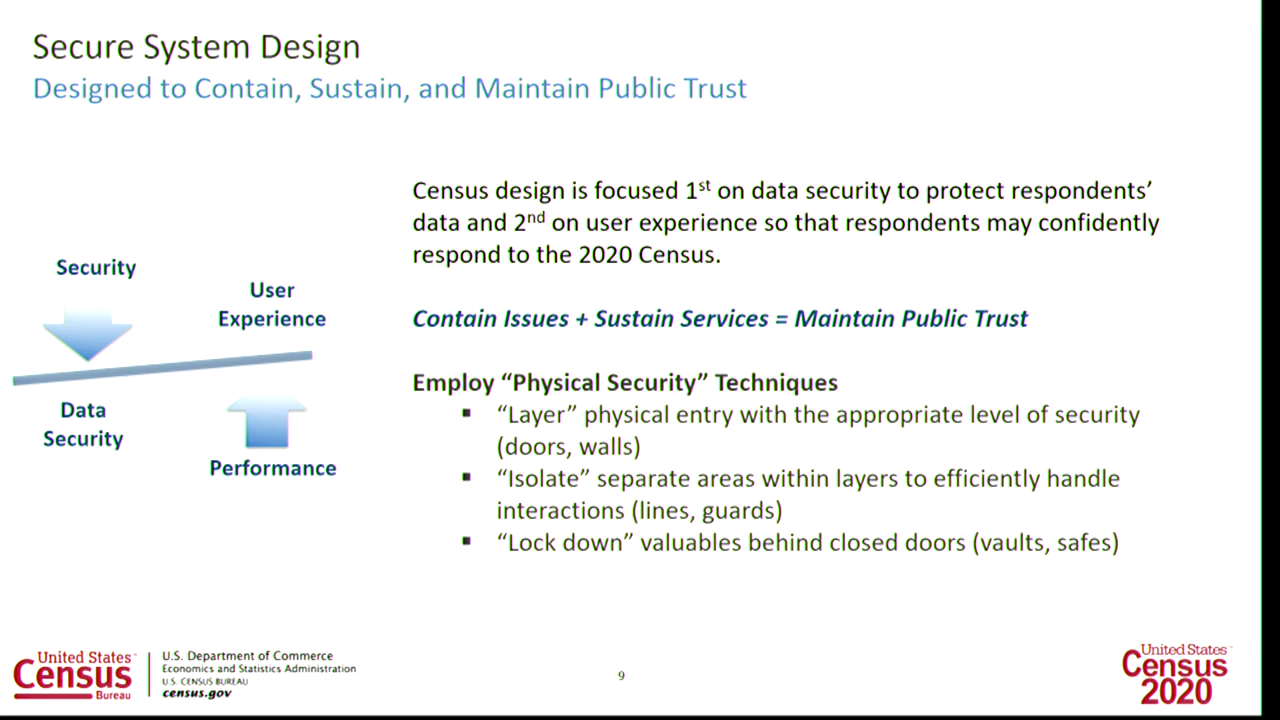 Secure System Design
Designed to Contain, Sustain, and Maintain Public Trust
Census design is focused 1st on data security to protect respondents’
data and 2nd on user experience so that respondents may confidently
respond to the 2020 Census.
Contain Issues + Sustain Services = Maintain Public Trust
Employ “Physical Security” Techniques
▪ “Layer” physical entry with the appropriate level of security
(doors, walls)
▪ “Isolate” separate areas within layers to efficiently handle
interactions (lines, guards)
▪ “Lock down” valuables behind closed doors (vaults, safes)
Security
User
Experience
Data
Security
Performance
United States™
Census
Bureau
U.S. Department of Commerce
Economics and Statistics Administration
U.S. CENSUS BUREAU
census.gov
9
United States™
Census
2020